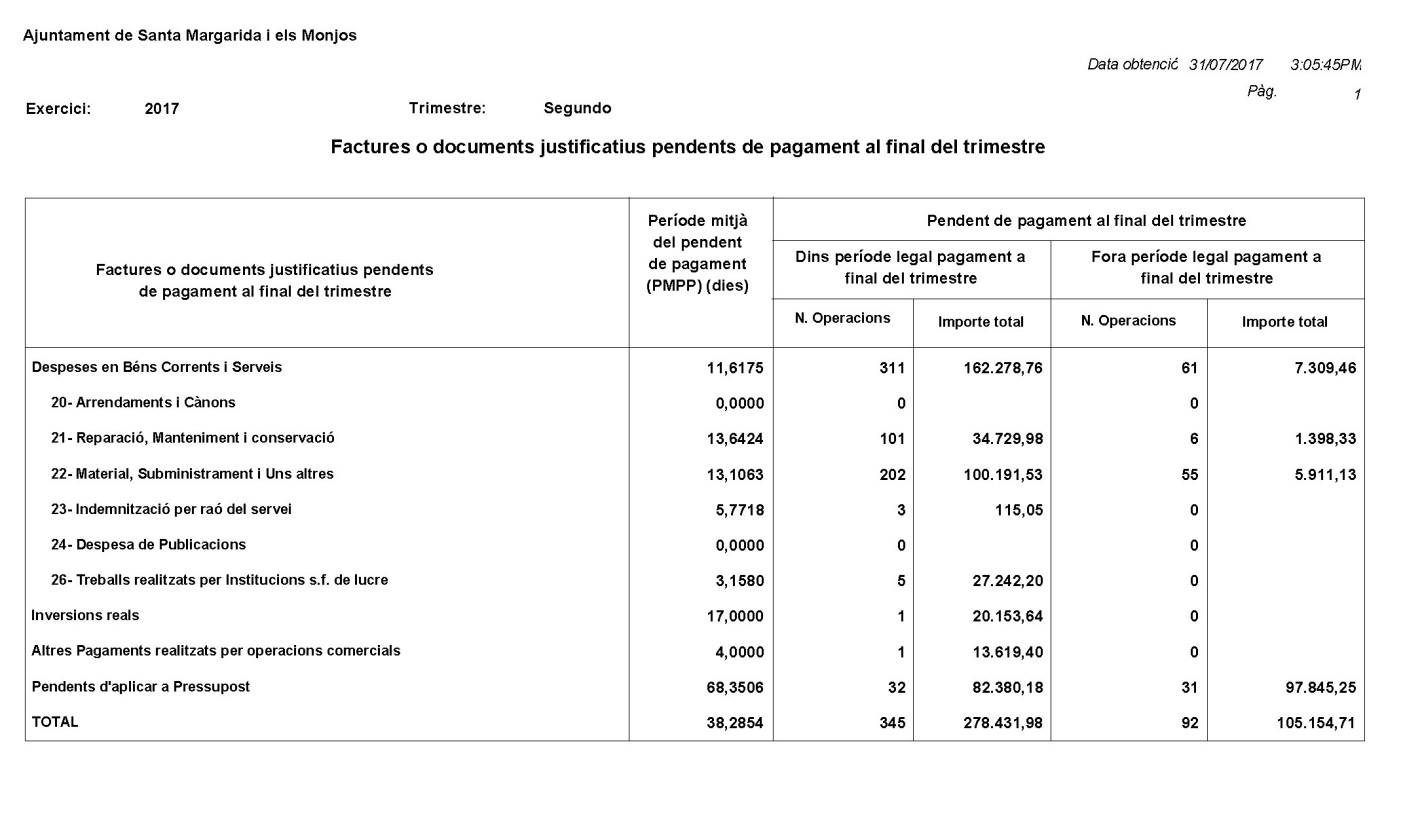 Ajuntament de Santa Margarida i els Monjos
Data obtenció 31/07/2017 3:05:45PM
Pàg. 1
Exercici: 2017 Trimestre: Segundo
Factures o documents justificatius pendents de pagament al final del trimestre
Factures o documents justificatius pendents
de pagament al final del trimestre
Període mitjà
del pendent
de pagament
(PMPP) (dies)
Pendent de pagament al final del trimestre
Dins període legal pagament a
final del trimestre
Fora període legal pagament a
final del trimestre
N. Operacions Importe total N. Operacions Importe total
Despeses en Béns Corrents i Serveis 11,6175 311 162.278,76 61 7.309,46
20- Arrendaments i Cànons 0,0000 0 0
21- Reparació, Manteniment i conservació 13,6424 101 34.729,98 6 1.398,33
22- Material, Subministrament i Uns altres 13,1063 202 100.191,53 55 5.911,13
23- Indemnització per raó del servei 5,7718 3 115,05 0
24- Despesa de Publicacions 0,0000 0 0
26- Treballs realitzats per Institucions s.f. de lucre 3,1580 5 27.242,20 0
Inversions reals 17,0000 1 20.153,64 0
Altres Pagaments realitzats per operacions comercials 4,0000 1 13.619,40 0
Pendents d'aplicar a Pressupost 68,3506 32 82.380,18 31 97.845,25
TOTAL 38,2854 345 278.431,98 92 105.154,71